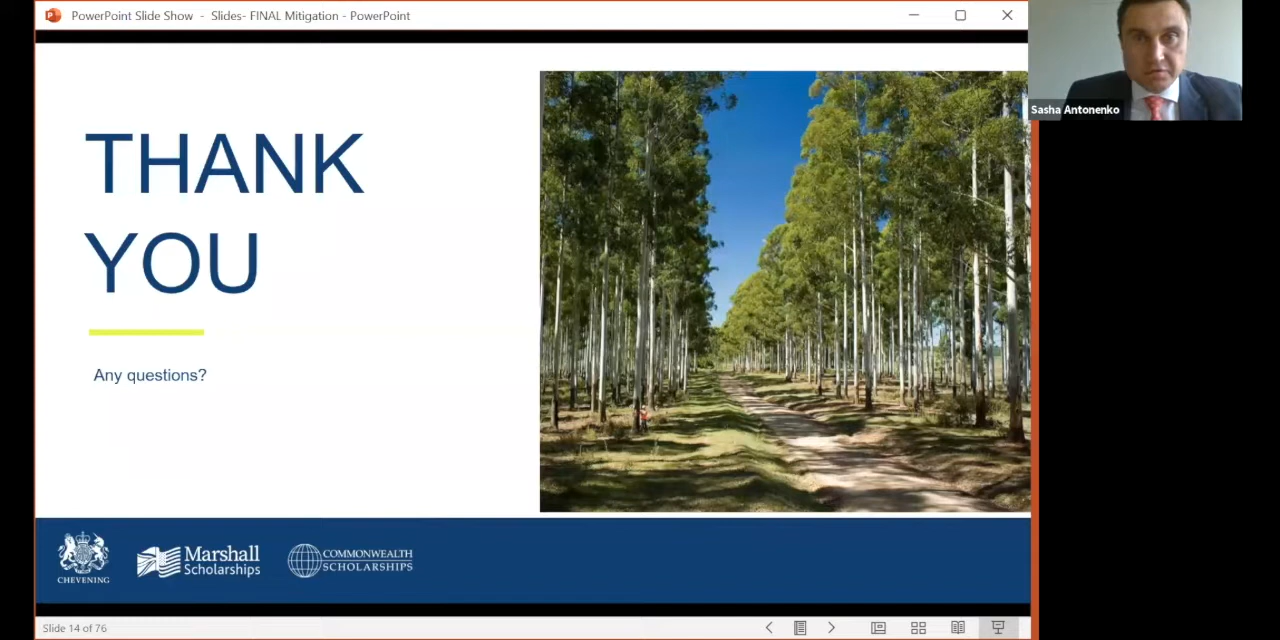 PowerPoint Slide Show - Slides- FINAL Mitigation - PowerPoint
Sasha Antonenko
THANK
YOU
Any questions?
CHEVENING
Marshall
Scholarships
COMMONWEALTH
SCHOLARSHIPS
Slide 14 of 76